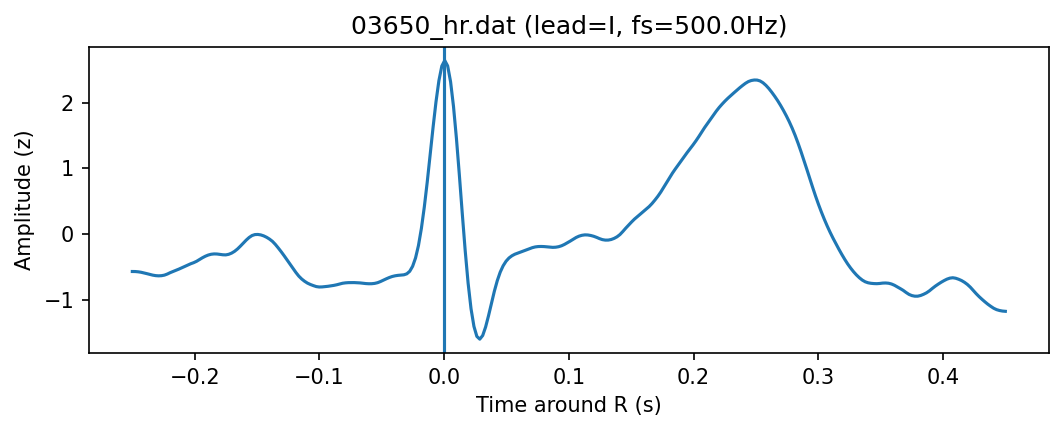 03650_hr.dat (lead=I, fs=500.0Hz)
Amplitude (z)
2
1
0
−1
−0.2 −0.1 0.0 0.1 0.2 0.3 0.4
Time around R (s)